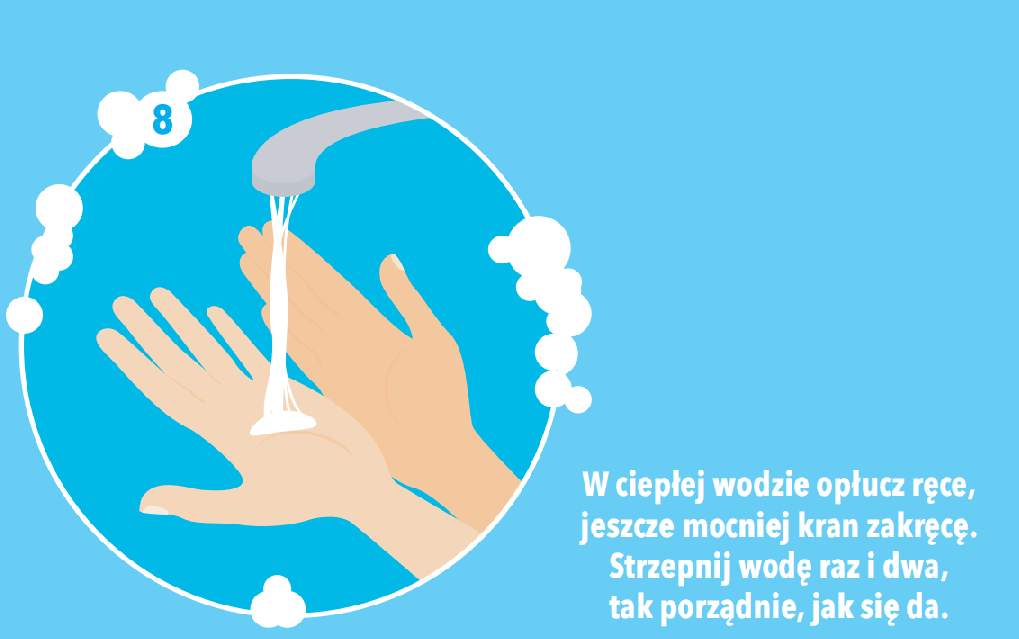 8
W ciepłej wodzie opłucz ręce,
jeszcze mocniej kran zakręcę.
Strzepnij wodę raz i dwa,
tak porządnie, jak się da.